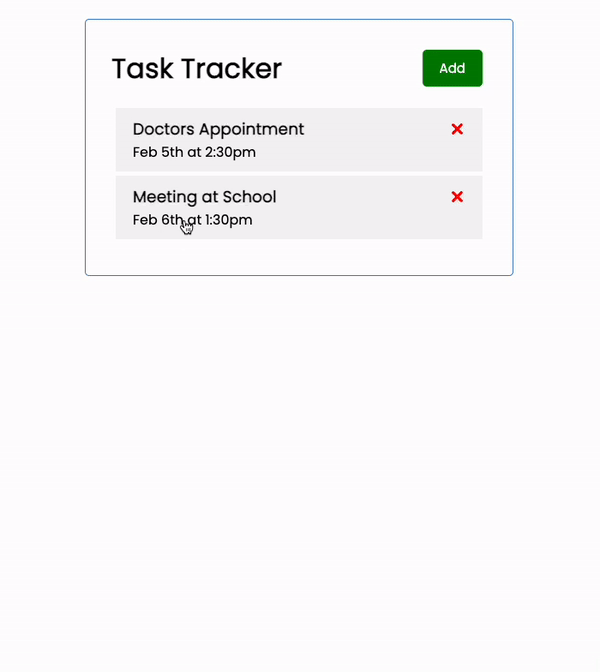 Task Tracker
Add
Doctors Appointment
Feb 5th at 2:30pm
Meeting at School
Feb 6th at 1:30pm